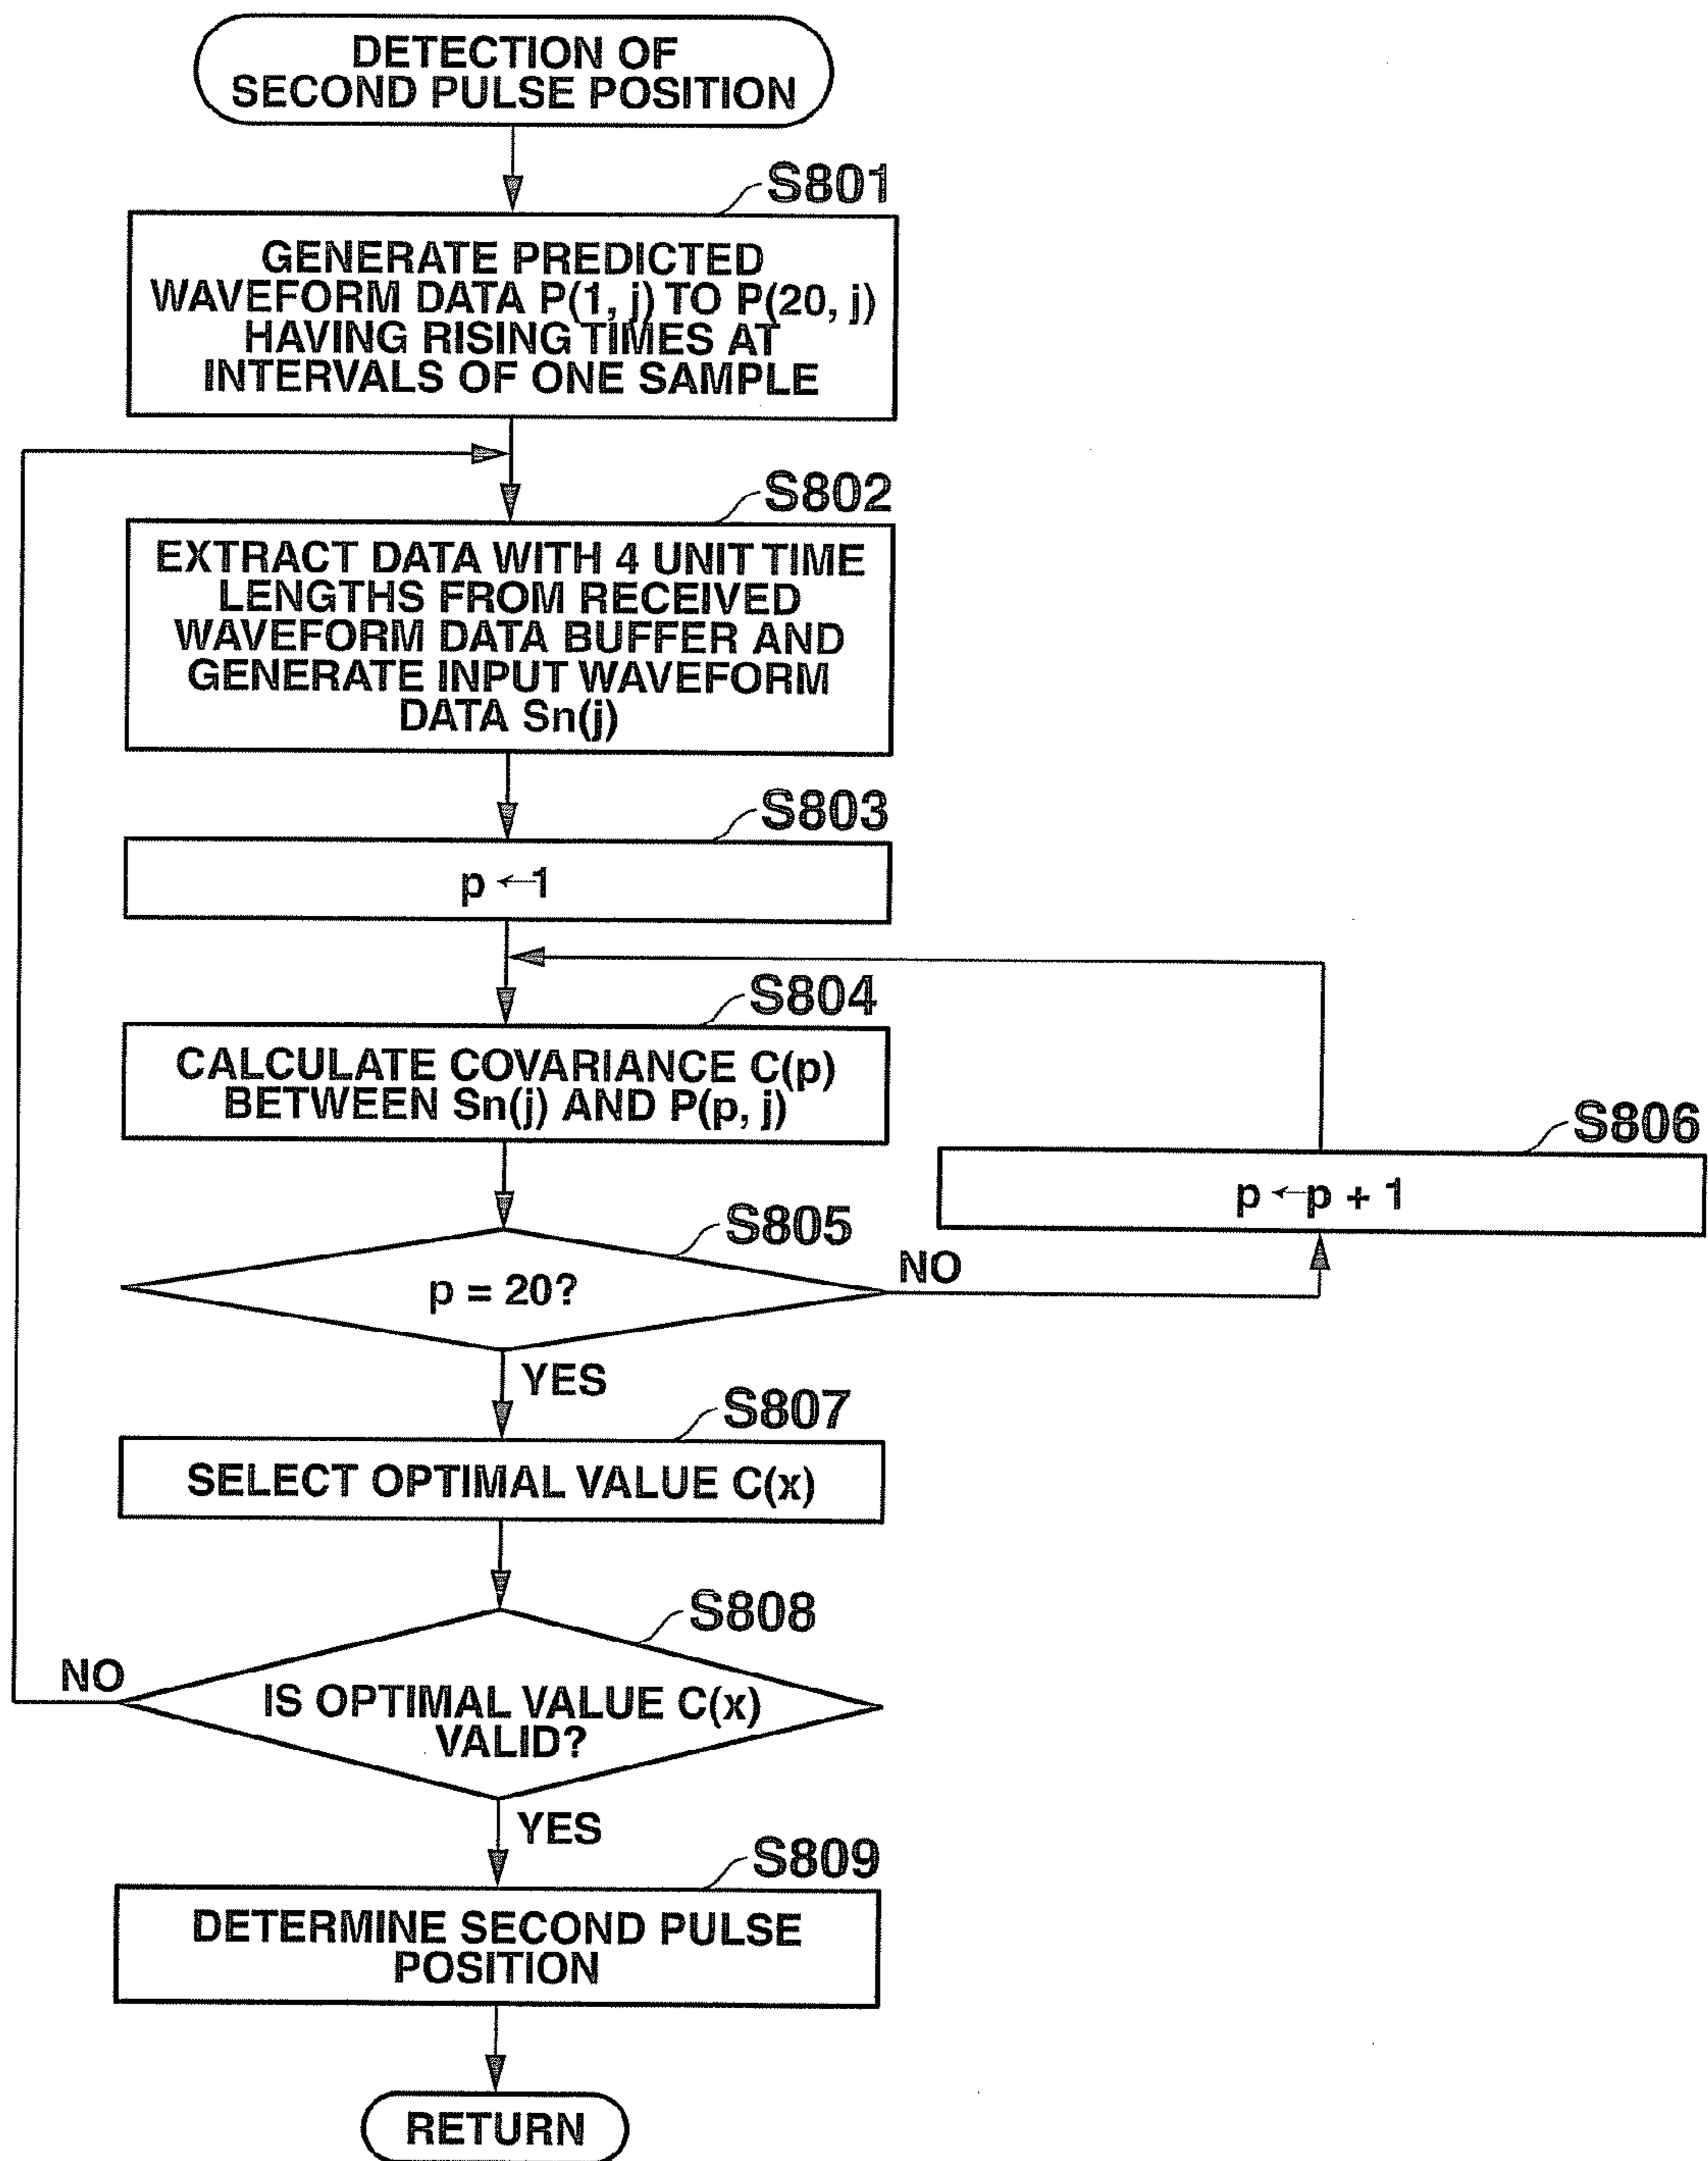 DETECTION OF
SECOND PULSE POSITION
S801
GENERATE PREDICTED
WAVEFORM DATA P(1, j) TO P(20, j)
HAVING RISING TIMES AT
INTERVALS OF ONE SAMPLE
S802
EXTRACT DATA WITH 4 UNIT TIME
LENGTHS FROM RECEIVED
WAVEFORM DATA BUFFER AND
GENERATE INPUT WAVEFORM
DATA Sn(j)
S803
p ← 1
S804
CALCULATE COVARIANCE C(p)
BETWEEN Sn(j) AND P(p, j)
S806
p ← p + 1
S805
p = 20?
NO
YES
S807
SELECT OPTIMAL VALUE C(x)
S808
NO
IS OPTIMAL VALUE C(x)
VALID?
YES
S809
DETERMINE SECOND PULSE
POSITION
RETURN